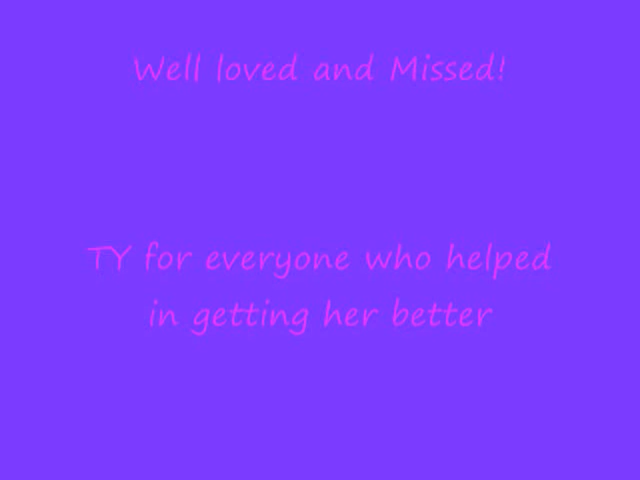 Well loved and Missed!
TY for everyone who helped
in getting her better